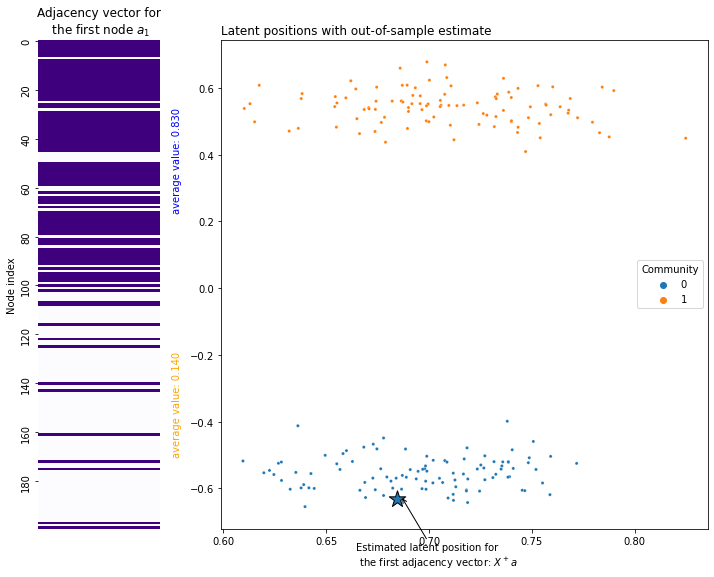 Adjacency vector for
the first node a₁
0
20
40
60
80
100
120
140
160
180
Node index
average value: 0.830
average value: 0.140
Latent positions with out-of-sample estimate
0.6
0.4
0.2
0.0
−0.2
−0.4
−0.6
0.60
0.65
0.70
0.75
0.80
Community
0
1
Estimated latent position for
the first adjacency vector: X⁺a